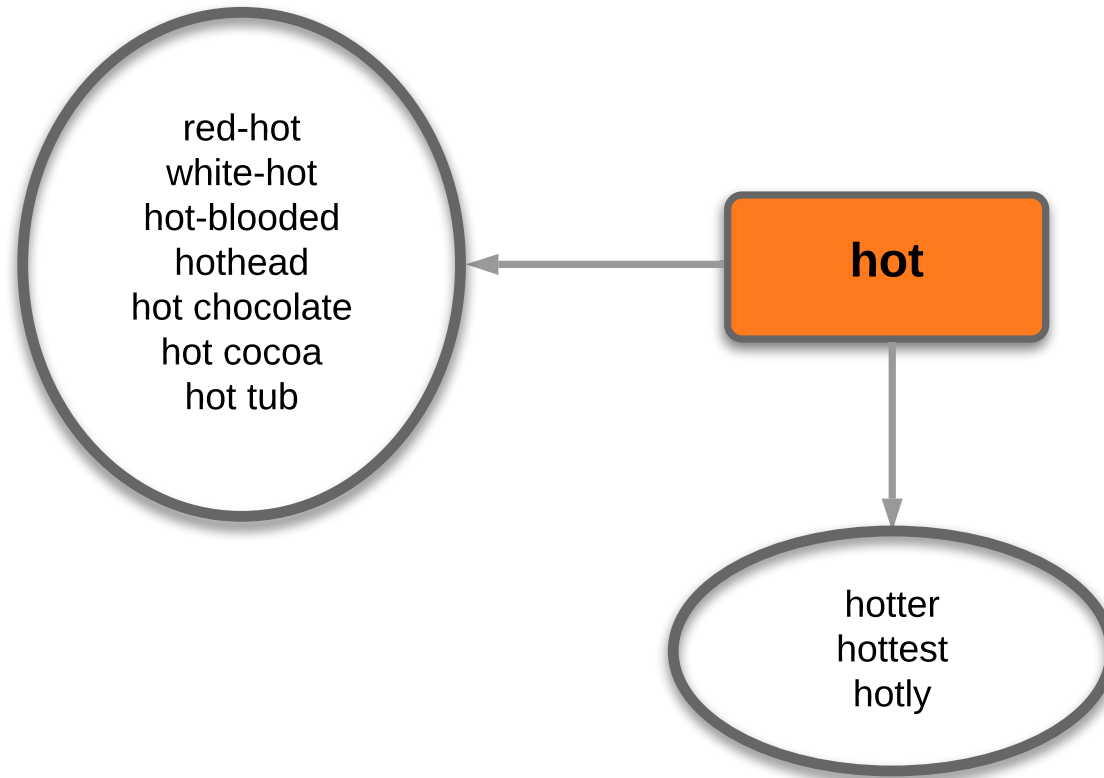 red-hot
white-hot
hot-blooded
hothead
hot chocolate
hot cocoa
hot tub
hot
hotter
hottest
hotly